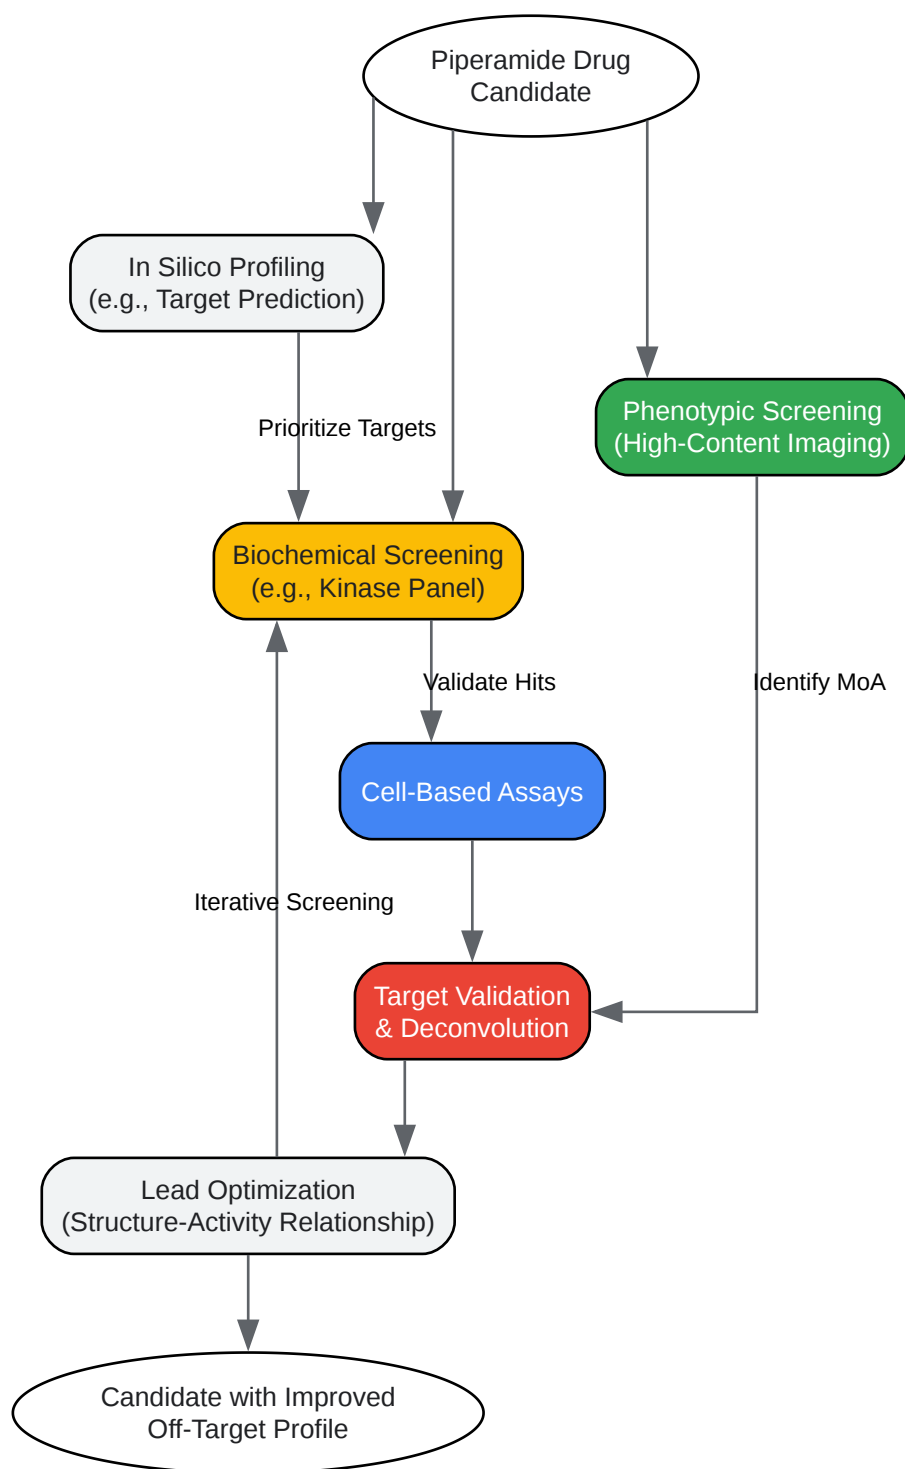 Piperamide Drug
Candidate
In Silico Profiling
(e.g., Target Prediction)
Phenotypic Screening
(High-Content Imaging)
Prioritize Targets
Biochemical Screening
(e.g., Kinase Panel)
Validate Hits
Identify MoA
Cell-Based Assays
Iterative Screening
Target Validation
& Deconvolution
Lead Optimization
(Structure-Activity Relationship)
Candidate with Improved
Off-Target Profile